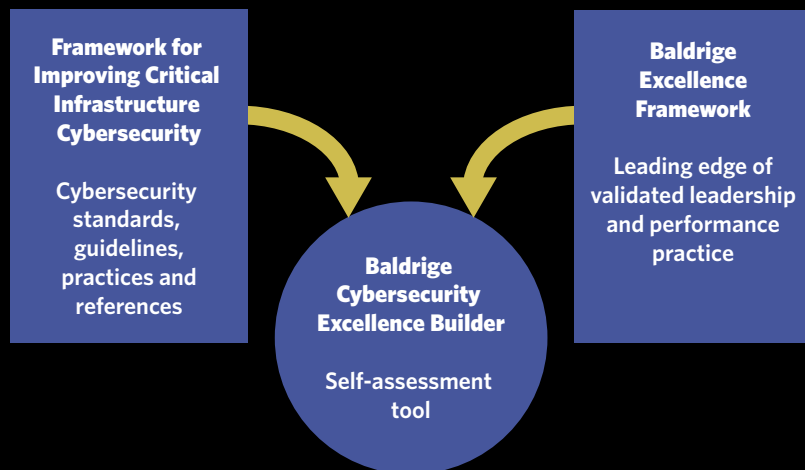 Framework for
Improving Critical
Infrastructure
Cybersecurity
Cybersecurity
standards,
guidelines,
practices and
references
Baldrige
Excellence
Framework
Leading edge of
validated leadership
and performance
practice
Baldrige
Cybersecurity
Excellence Builder
Self-assessment
tool